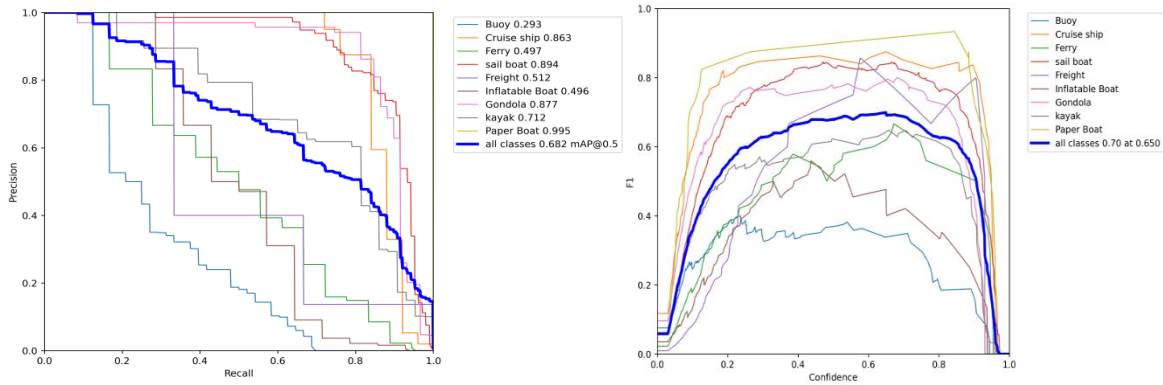 1.0
0.8
0.6
0.4
0.2
0.0
Precision
0.0 0.2 0.4 0.6 0.8 1.0
Recall
Buoy 0.293
Cruise ship 0.863
Ferry 0.497
sail boat 0.894
Freight 0.512
Inflatable Boat 0.496
Gondola 0.877
kayak 0.712
Paper Boat 0.995
all classes 0.682 mAP@0.5
1.0
0.8
0.6
0.4
0.2
0.0
F1
0.0 0.2 0.4 0.6 0.8 1.0
Confidence
Buoy
Cruise ship
Ferry
sail boat
Freight
Inflatable Boat
Gondola
kayak
Paper Boat
all classes 0.70 at 0.650